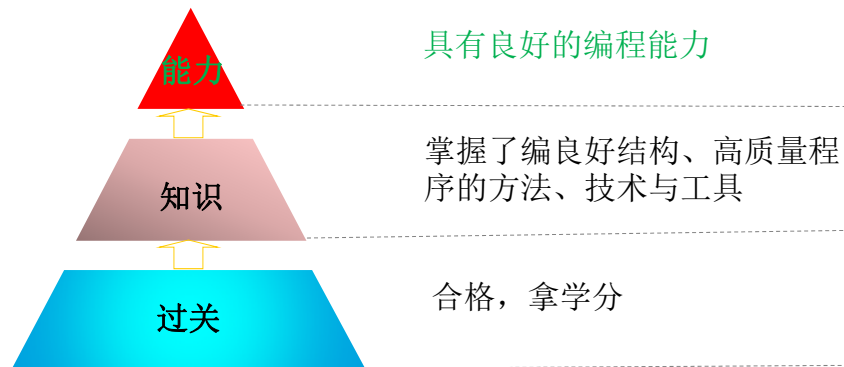 能力
具有良好的编程能力
知识
掌握了编良好结构、高质量程
序的方法、技术与工具
过关
合格，拿学分